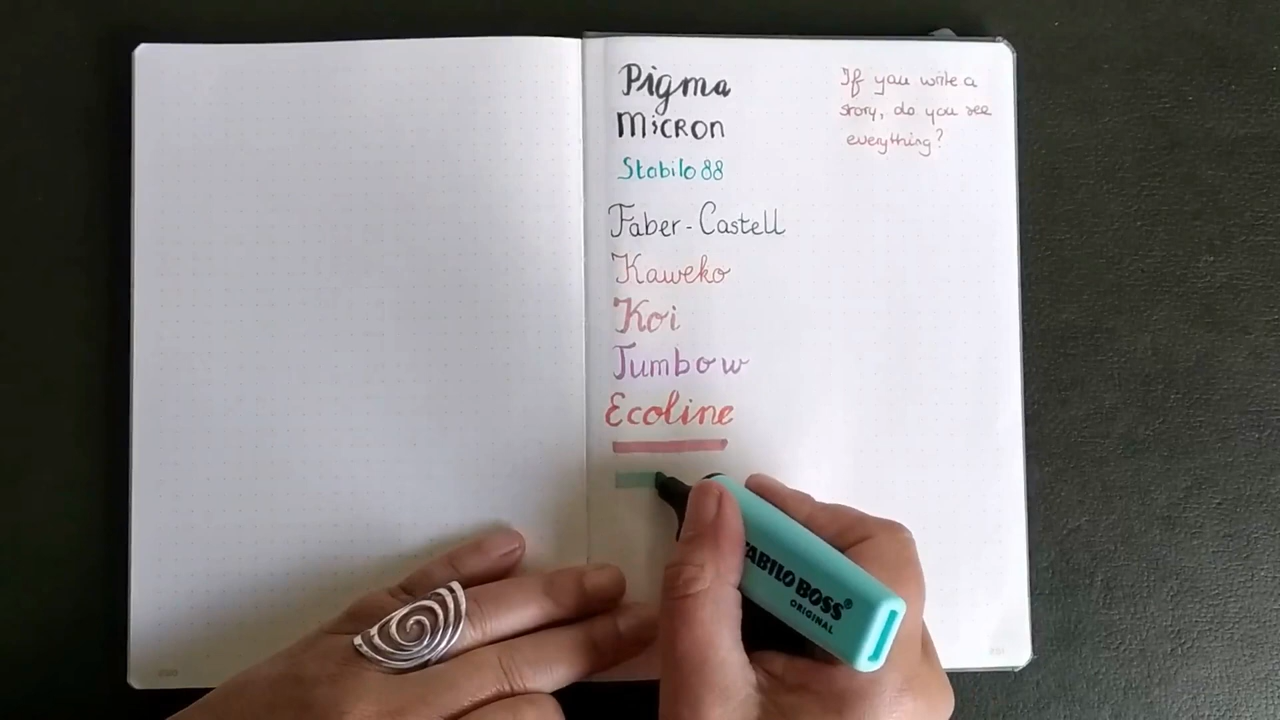 Pigma
MicRon
Stabilo 88
Faber-Castell
Kaweko
Koi
Tumbow
Ecoline
If you write a
story, do you see
everything?
STABILO BOSS®
ORIGINAL